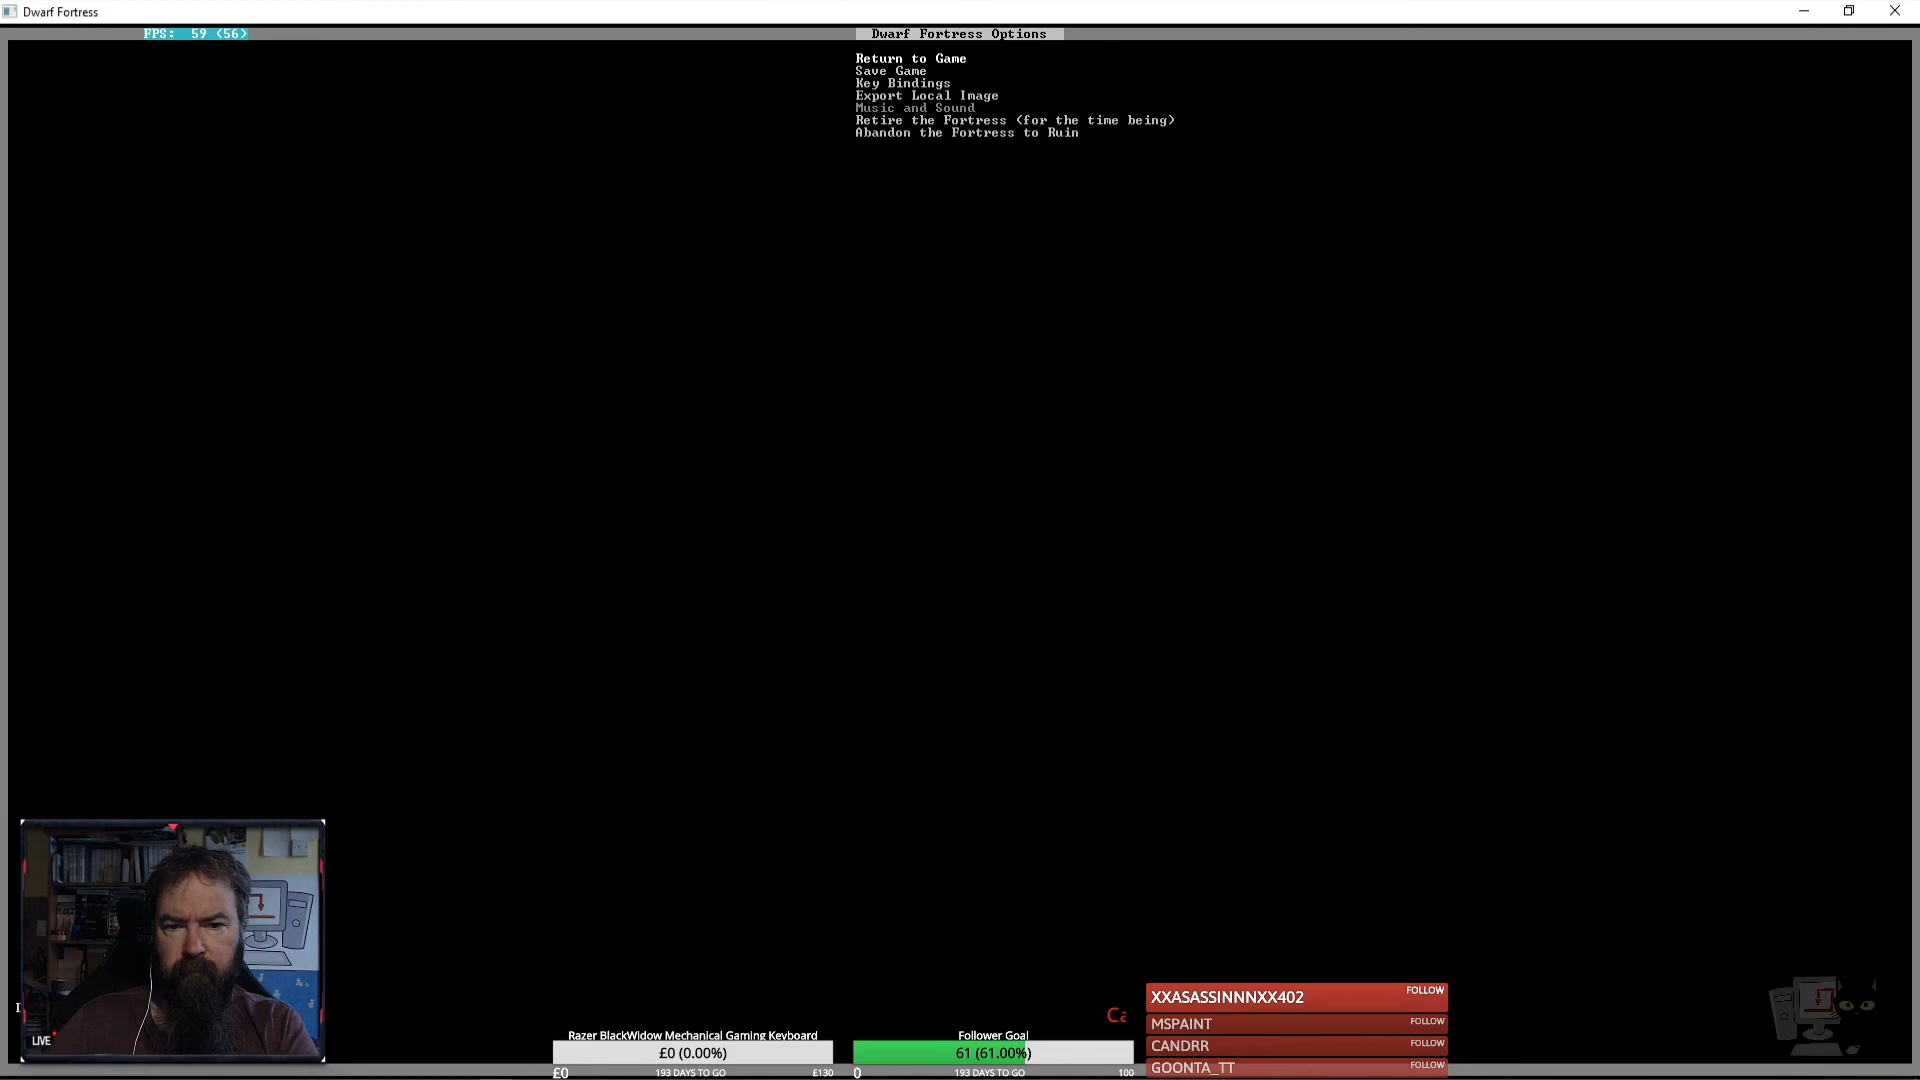 Dwarf Fortress
FPS: 59 (56)
Dwarf Fortress Options
Return to Game
Save Game
Key Bindings
Export Local Image
Music and Sound
Retire the Fortress (for the time being)
Abandon the Fortress to Ruin
LIVE
Razer BlackWidow Mechanical Gaming Keyboard
£0 (0.00%)
£0 193 DAYS TO GO £130
Follower Goal
61 (61.00%)
0 193 DAYS TO GO 100
Ca
XXASASSINNNXX402 FOLLOW
MSPAINT FOLLOW
CANDRR FOLLOW
GOONTA_TT FOLLOW